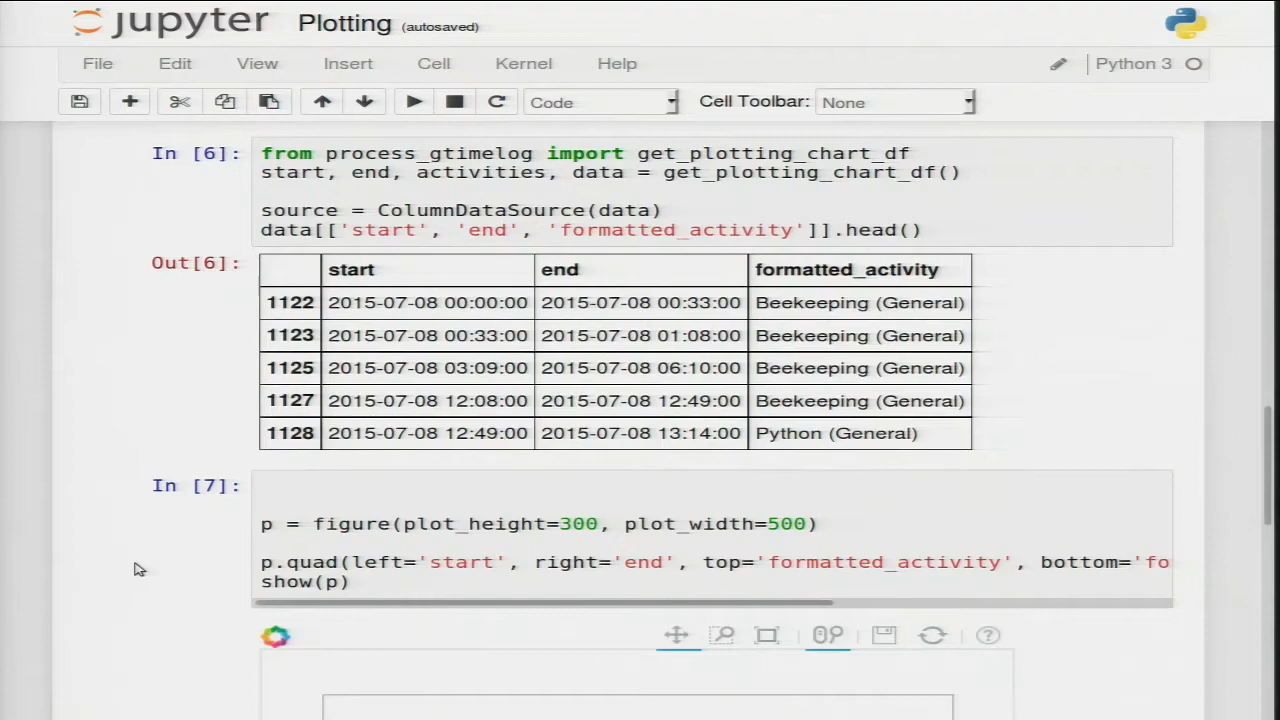 jupyter Plotting (autosaved)
File Edit View Insert Cell Kernel Help Python 3
Code Cell Toolbar: None
In [6]: from process_gtimelog import get_plotting_chart_df
start, end, activities, data = get_plotting_chart_df()
source = ColumnDataSource(data)
data[['start', 'end', 'formatted_activity']].head()
Out[6]:
start end formatted_activity
1122 2015-07-08 00:00:00 2015-07-08 00:33:00 Beekeeping (General)
1123 2015-07-08 00:33:00 2015-07-08 01:08:00 Beekeeping (General)
1125 2015-07-08 03:09:00 2015-07-08 06:10:00 Beekeeping (General)
1127 2015-07-08 12:08:00 2015-07-08 12:49:00 Beekeeping (General)
1128 2015-07-08 12:49:00 2015-07-08 13:14:00 Python (General)
In [7]:
p = figure(plot_height=300, plot_width=500)
p.quad(left='start', right='end', top='formatted_activity', bottom='fo
show(p)
?